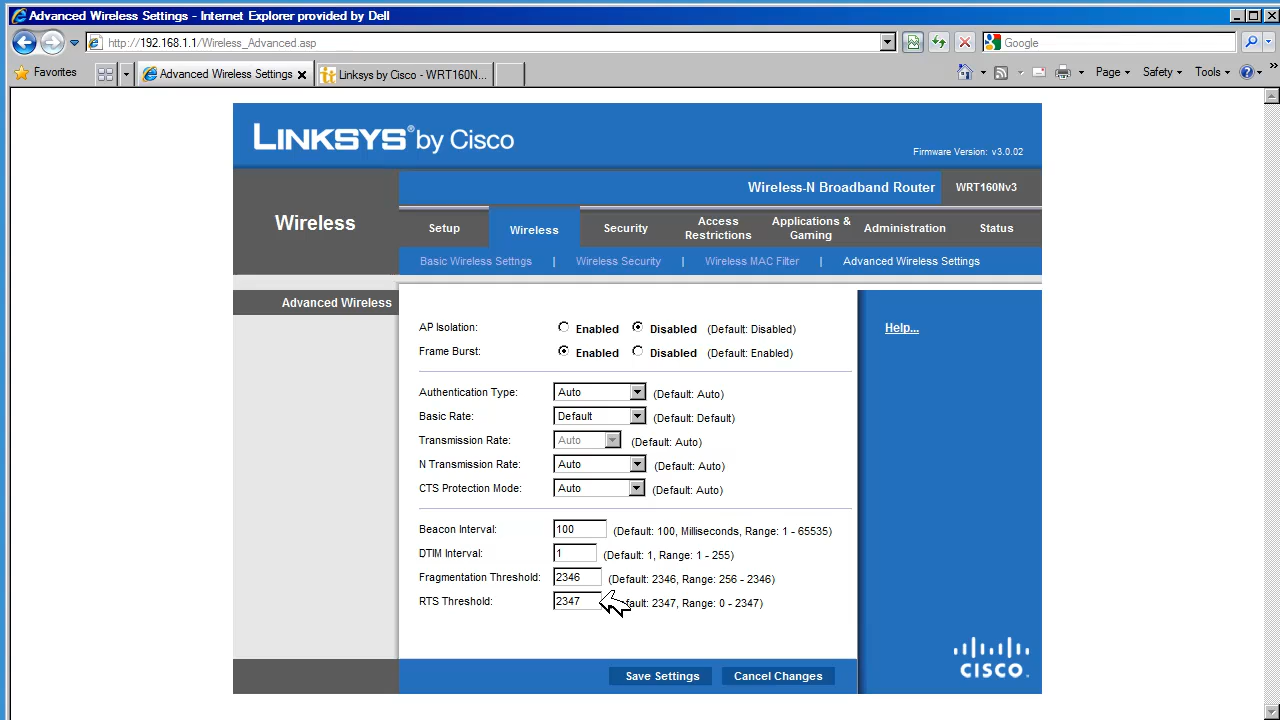 Advanced Wireless Settings - Internet Explorer provided by Dell
http://192.168.1.1/Wireless_Advanced.asp
Google
Favorites
Advanced Wireless Settings
Linksys by Cisco - WRT160N...
Page
Safety
Tools
LINKSYS® by Cisco
Firmware Version: v3.0.02
Wireless-N Broadband Router WRT160Nv3
Wireless
Setup Wireless Security Access Restrictions Applications & Gaming Administration Status
Basic Wireless Settings | Wireless Security | Wireless MAC Filter | Advanced Wireless Settings
Advanced Wireless
AP Isolation: Enabled Disabled (Default: Disabled)
Frame Burst: Enabled Disabled (Default: Enabled)
Help...
Authentication Type: Auto (Default: Auto)
Basic Rate: Default (Default: Default)
Transmission Rate: Auto (Default: Auto)
N Transmission Rate: Auto (Default: Auto)
CTS Protection Mode: Auto (Default: Auto)
Beacon Interval: 100 (Default: 100, Milliseconds, Range: 1 - 65535)
DTIM Interval: 1 (Default: 1, Range: 1 - 255)
Fragmentation Threshold: 2346 (Default: 2346, Range: 256 - 2346)
RTS Threshold: 2347 fault: 2347, Range: 0 - 2347)
Save Settings Cancel Changes
CISCO.